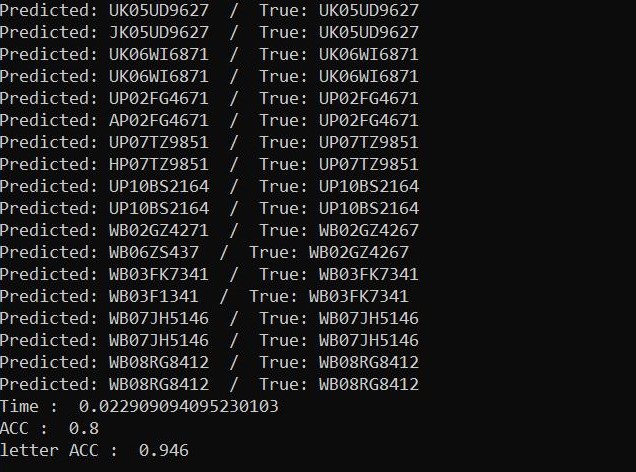 Predicted: UK05UD9627  /  True: UK05UD9627
Predicted: JK05UD9627  /  True: UK05UD9627
Predicted: UK06WI6871  /  True: UK06WI6871
Predicted: UK06WI6871  /  True: UK06WI6871
Predicted: UP02FG4671  /  True: UP02FG4671
Predicted: AP02FG4671  /  True: UP02FG4671
Predicted: UP07TZ9851  /  True: UP07TZ9851
Predicted: HP07TZ9851  /  True: UP07TZ9851
Predicted: UP10BS2164  /  True: UP10BS2164
Predicted: UP10BS2164  /  True: UP10BS2164
Predicted: WB02GZ4271  /  True: WB02GZ4267
Predicted: WB06ZS437  /  True: WB02GZ4267
Predicted: WB03FK7341  /  True: WB03FK7341
Predicted: WB03F1341  /  True: WB03FK7341
Predicted: WB07JH5146  /  True: WB07JH5146
Predicted: WB07JH5146  /  True: WB07JH5146
Predicted: WB08RG8412  /  True: WB08RG8412
Predicted: WB08RG8412  /  True: WB08RG8412
Time :  0.022909094095230103
ACC :  0.8
letter ACC :  0.946